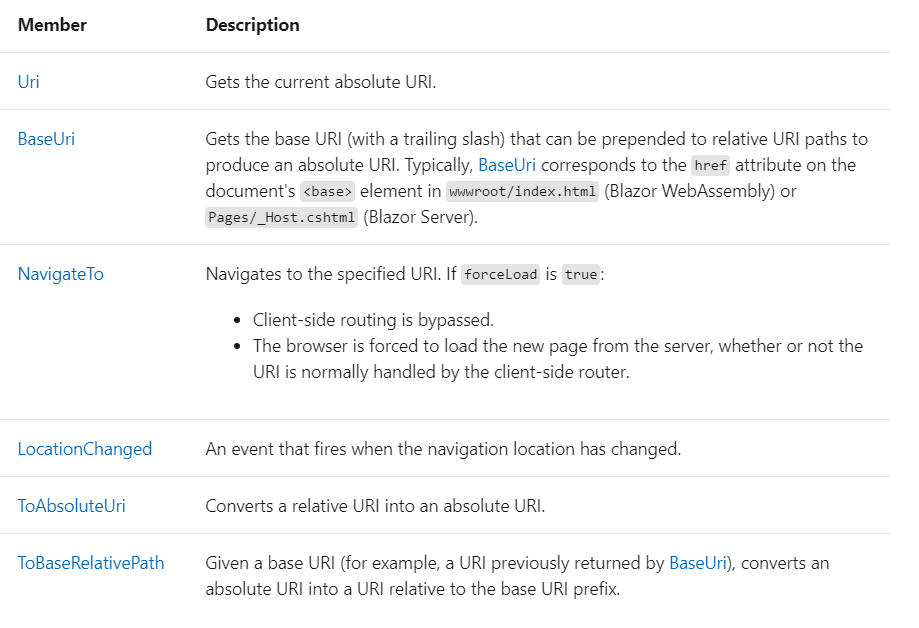 Member Description
Uri Gets the current absolute URI.
BaseUri Gets the base URI (with a trailing slash) that can be prepended to relative URI paths to
produce an absolute URI. Typically, BaseUri corresponds to the href attribute on the
document's <base> element in wwwroot/index.html (Blazor WebAssembly) or
Pages/_Host.cshtml (Blazor Server).
NavigateTo Navigates to the specified URI. If forceLoad is true:
• Client-side routing is bypassed.
• The browser is forced to load the new page from the server, whether or not the
URI is normally handled by the client-side router.
LocationChanged An event that fires when the navigation location has changed.
ToAbsoluteUri Converts a relative URI into an absolute URI.
ToBaseRelativePath Given a base URI (for example, a URI previously returned by BaseUri), converts an
absolute URI into a URI relative to the base URI prefix.